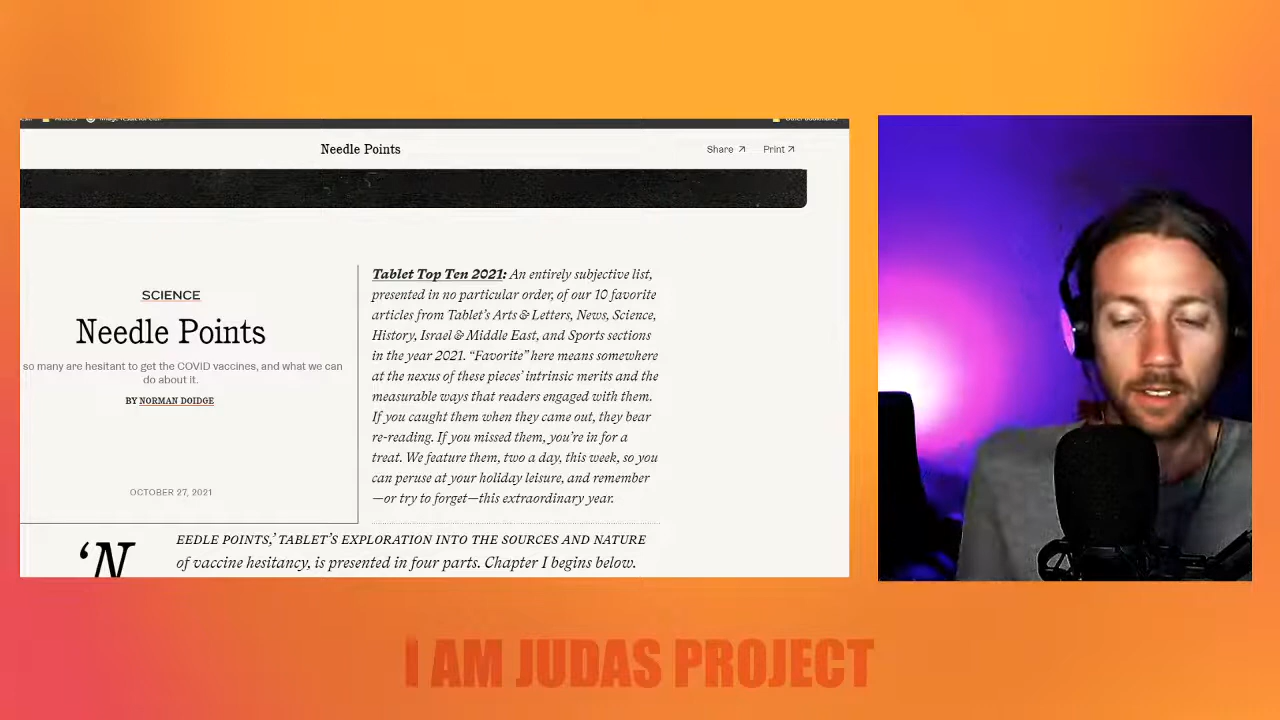 Needle Points
Share
Print
SCIENCE
Needle Points
so many are hesitant to get the COVID vaccines, and what we can
do about it.
BY NORMAN DOIDGE
OCTOBER 27, 2021
Tablet Top Ten 2021: An entirely subjective list,
presented in no particular order, of our 10 favorite
articles from Tablet's Arts & Letters, News, Science,
History, Israel & Middle East, and Sports sections
in the year 2021. “Favorite” here means somewhere
at the nexus of these pieces' intrinsic merits and the
measurable ways that readers engaged with them.
If you caught them when they came out, they bear
re-reading. If you missed them, you're in for a
treat. We feature them, two a day, this week, so you
can peruse at your holiday leisure, and remember
—or try to forget—this extraordinary year.
‘NEEDLE POINTS,’ TABLET’S EXPLORATION INTO THE SOURCES AND NATURE
of vaccine hesitancy, is presented in four parts. Chapter I begins below.
I AM JUDAS PROJECT